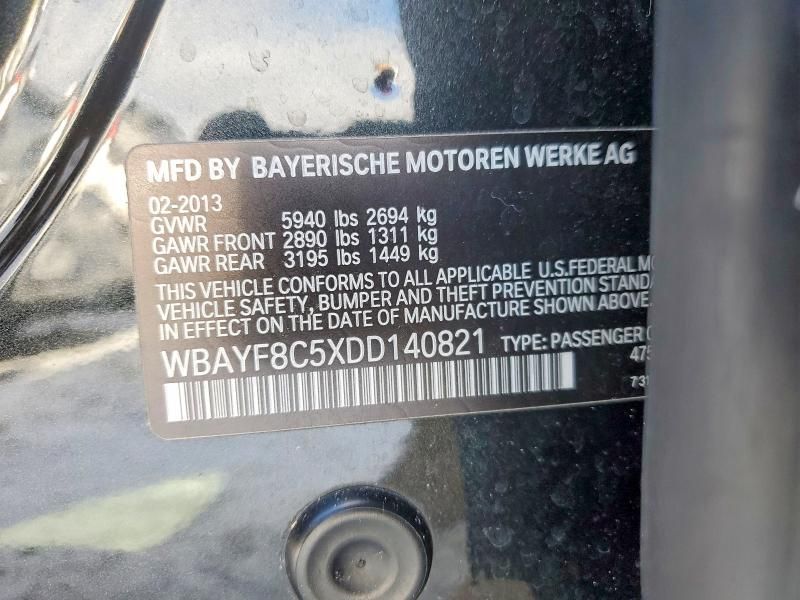 MFD BY BAYERISCHE MOTOREN WERKE AG
02-2013
GVWR 5940 lbs 2694 kg
GAWR FRONT 2890 lbs 1311 kg
GAWR REAR 3195 lbs 1449 kg
THIS VEHICLE CONFORMS TO ALL APPLICABLE U.S.FEDERAL
VEHICLE SAFETY, BUMPER AND THEFT PREVENTION
IN EFFECT ON THE DATE OF MANUFACTURE SHOWN ABOVE.
WBAYF8C5XDD140821 TYPE: PASSENGER